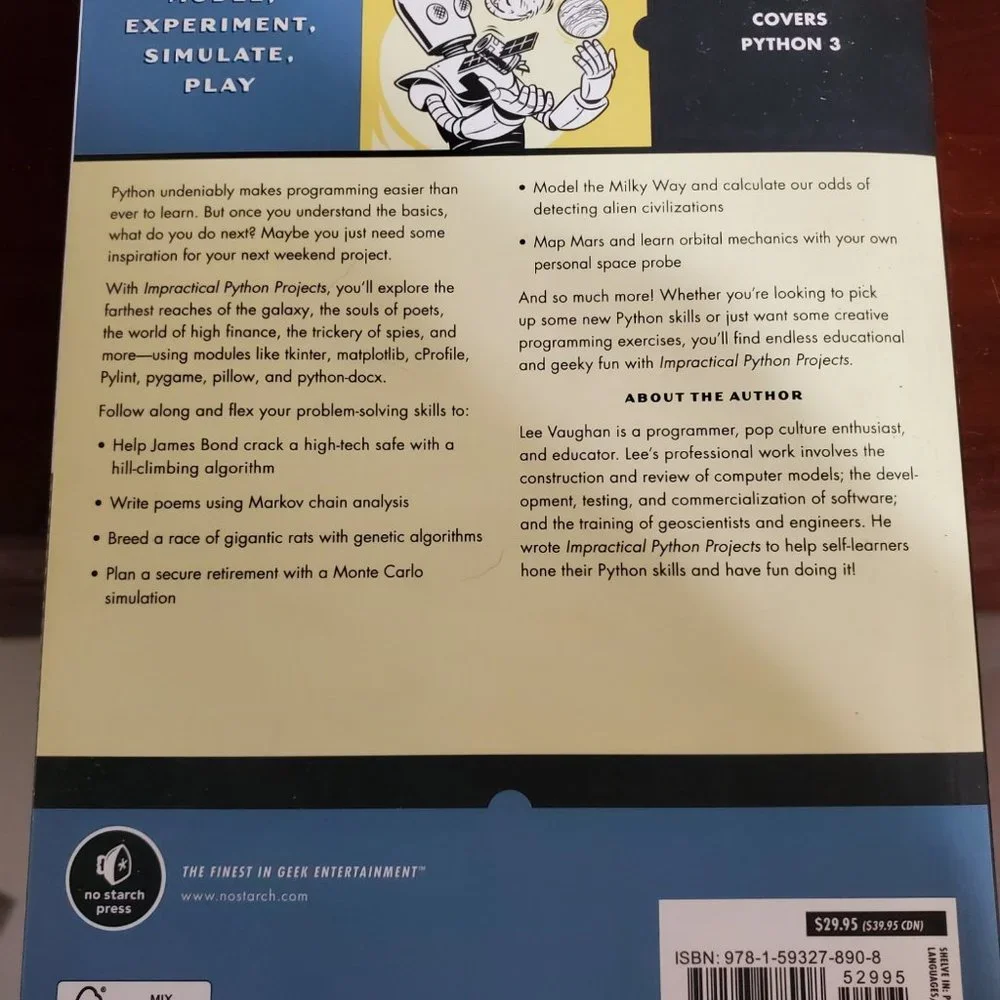 EXPERIMENT,
SIMULATE,
PLAY
COVERS
PYTHON 3
Python undeniably makes programming easier than
ever to learn. But once you understand the basics,
what do you do next? Maybe you just need some
inspiration for your next weekend project.
With Impractical Python Projects, you'll explore the
farthest reaches of the galaxy, the souls of poets,
the world of high finance, the trickery of spies, and
more—using modules like tkinter, matplotlib, cProfile,
Pylint, pygame, pillow, and python-docx.
Follow along and flex your problem-solving skills to:
• Help James Bond crack a high-tech safe with a
hill-climbing algorithm
• Write poems using Markov chain analysis
• Breed a race of gigantic rats with genetic algorithms
• Plan a secure retirement with a Monte Carlo
simulation
• Model the Milky Way and calculate our odds of
detecting alien civilizations
• Map Mars and learn orbital mechanics with your own
personal space probe
And so much more! Whether you're looking to pick
up some new Python skills or just want some creative
programming exercises, you'll find endless educational
and geeky fun with Impractical Python Projects.
ABOUT THE AUTHOR
Lee Vaughan is a programmer, pop culture enthusiast,
and educator. Lee's professional work involves the
construction and review of computer models; the devel-
opment, testing, and commercialization of software;
and the training of geoscientists and engineers. He
wrote Impractical Python Projects to help self-learners
hone their Python skills and have fun doing it!
no starch
press
THE FINEST IN GEEK ENTERTAINMENT™
www.nostarch.com
$29.95 ($39.95 CDN)
ISBN: 978-1-59327-890-8
52995
SHELVE IN:
LANGUAGES
MIX